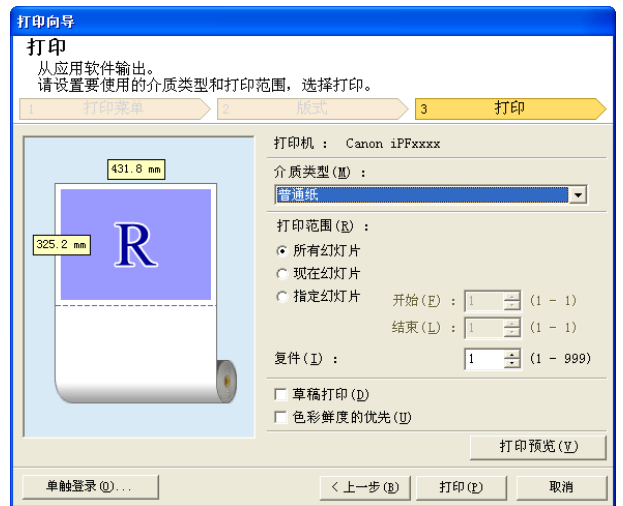 打印向导
打印
从应用软件输出。
请设置要使用的介质类型和打印范围，选择打印。
1 打印菜单 2 版式 3 打印
打印机 : Canon iPFxxxx
介质类型(M) :
普通纸
431.8 mm
325.2 mm
R
打印范围(R) :
所有幻灯片
现在幻灯片
指定幻灯片 开始(F) : 1 (1 - 1)
结束(L) : 1 (1 - 1)
复件(I) : 1 (1 - 999)
草稿打印(D)
色彩鲜度的优先(U)
打印预览(V)
单触登录(O)... < 上一步(B) 打印(P) 取消